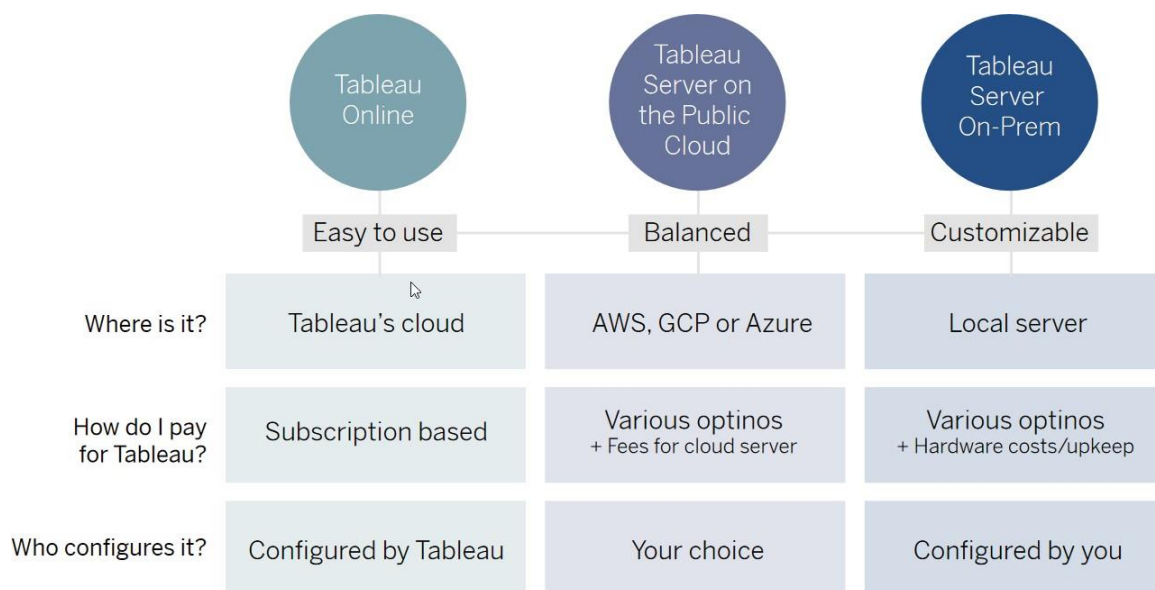 Tableau
Online
Tableau
Server on
the Public
Cloud
Tableau
Server
On-Prem
Easy to use
Balanced
Customizable
Where is it?
Tableau's cloud
AWS, GCP or Azure
Local server
How do I pay
for Tableau?
Subscription based
Various optinos
+ Fees for cloud server
Various optinos
+ Hardware costs/upkeep
Who configures it?
Configured by Tableau
Your choice
Configured by you